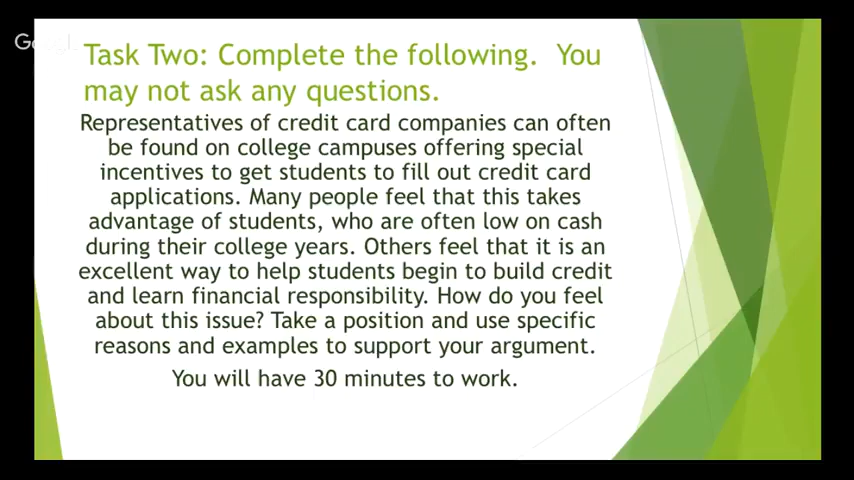 Task Two: Complete the following.  You
may not ask any questions.
Representatives of credit card companies can often
be found on college campuses offering special
incentives to get students to fill out credit card
applications. Many people feel that this takes
advantage of students, who are often low on cash
during their college years. Others feel that it is an
excellent way to help students begin to build credit
and learn financial responsibility. How do you feel
about this issue? Take a position and use specific
reasons and examples to support your argument.
You will have 30 minutes to work.